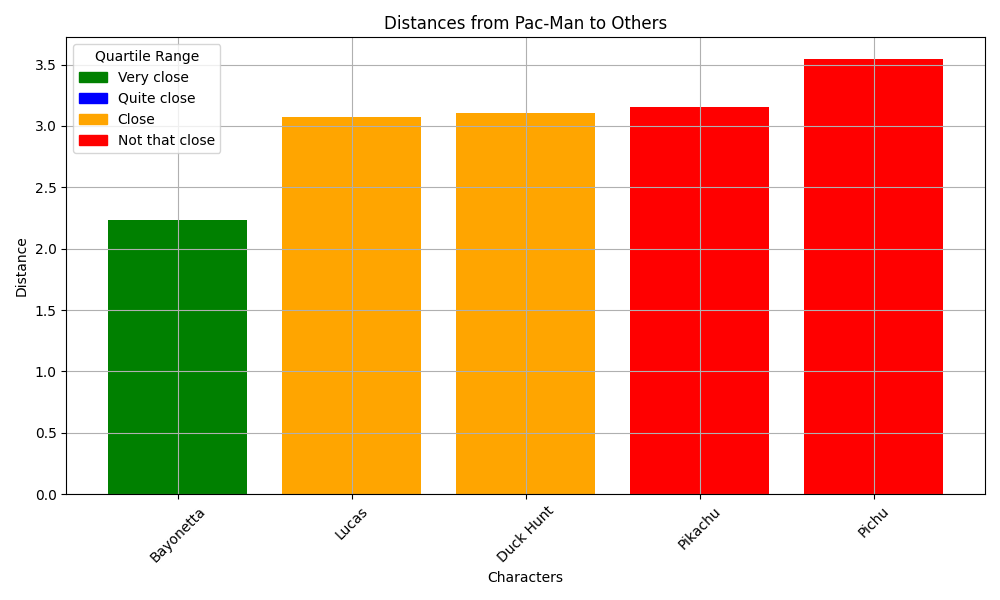 Distances from Pac-Man to Others
Quartile Range
Very close
Quite close
Close
Not that close
Distance
3.5
3.0
2.5
2.0
1.5
1.0
0.5
0.0
Bayonetta
Lucas
Duck Hunt
Pikachu
Pichu
Characters